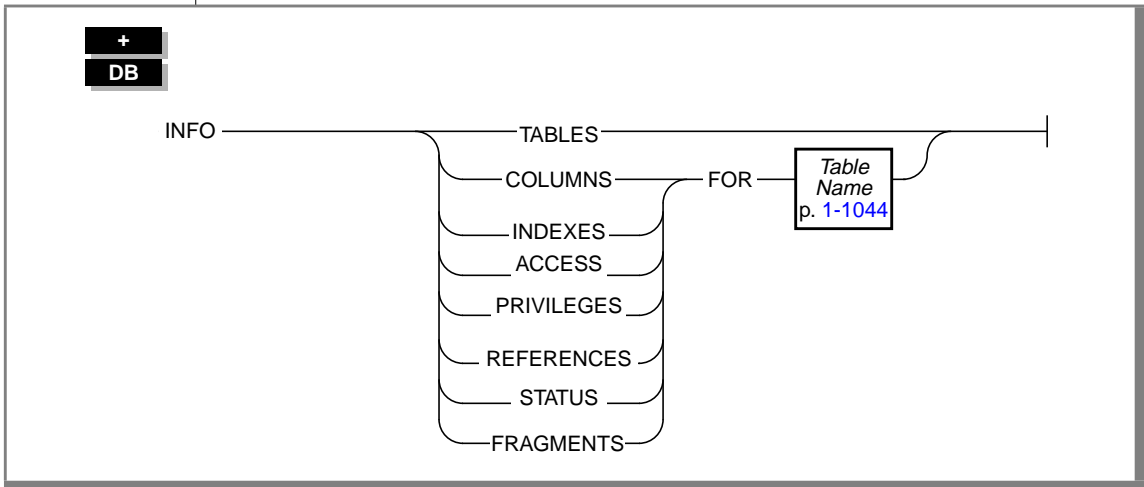 +
DB
INFO
TABLES
COLUMNS
FOR
Table
Name
p. 1-1044
INDEXES
ACCESS
PRIVILEGES
REFERENCES
STATUS
FRAGMENTS